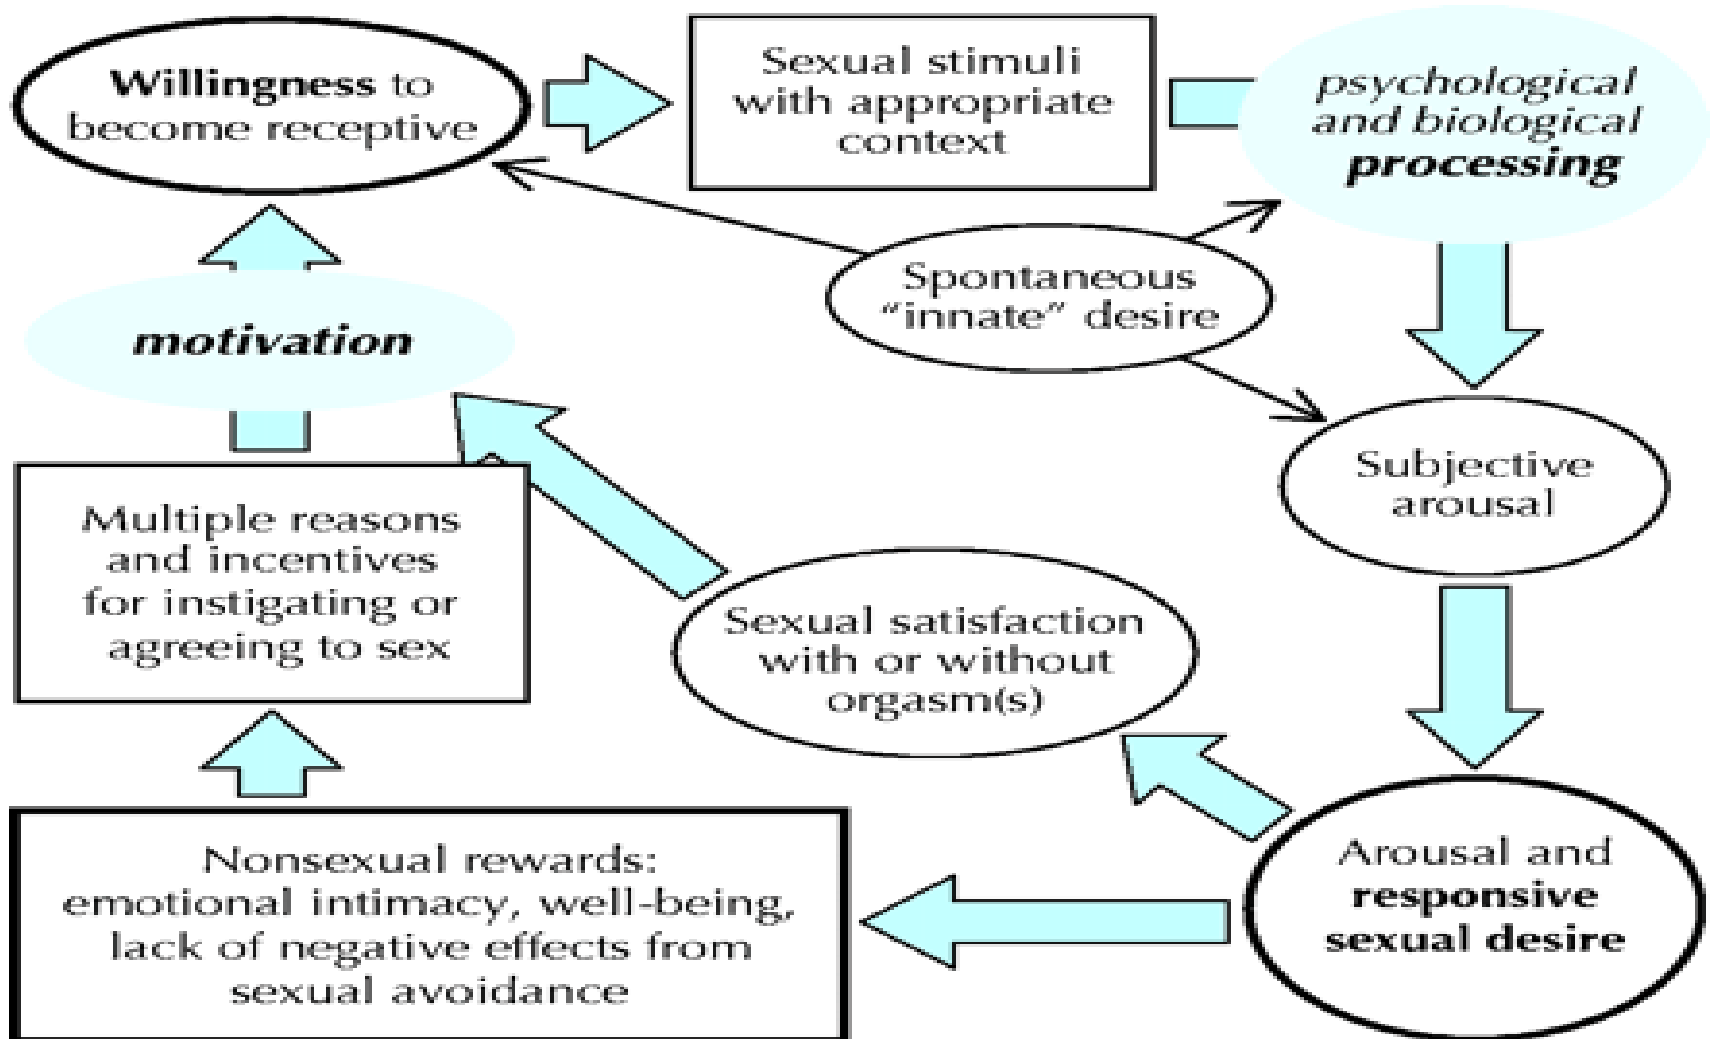 Willingness to
become receptive
Sexual stimuli
with appropriate
context
psychological
and biological
processing
Spontaneous
“innate” desire
motivation
Subjective
arousal
Multiple reasons
and incentives
for instigating or
agreeing to sex
Sexual satisfaction
with or without
orgasm(s)
Arousal and
responsive
sexual desire
Nonsexual rewards:
emotional intimacy, well-being,
lack of negative effects from
sexual avoidance